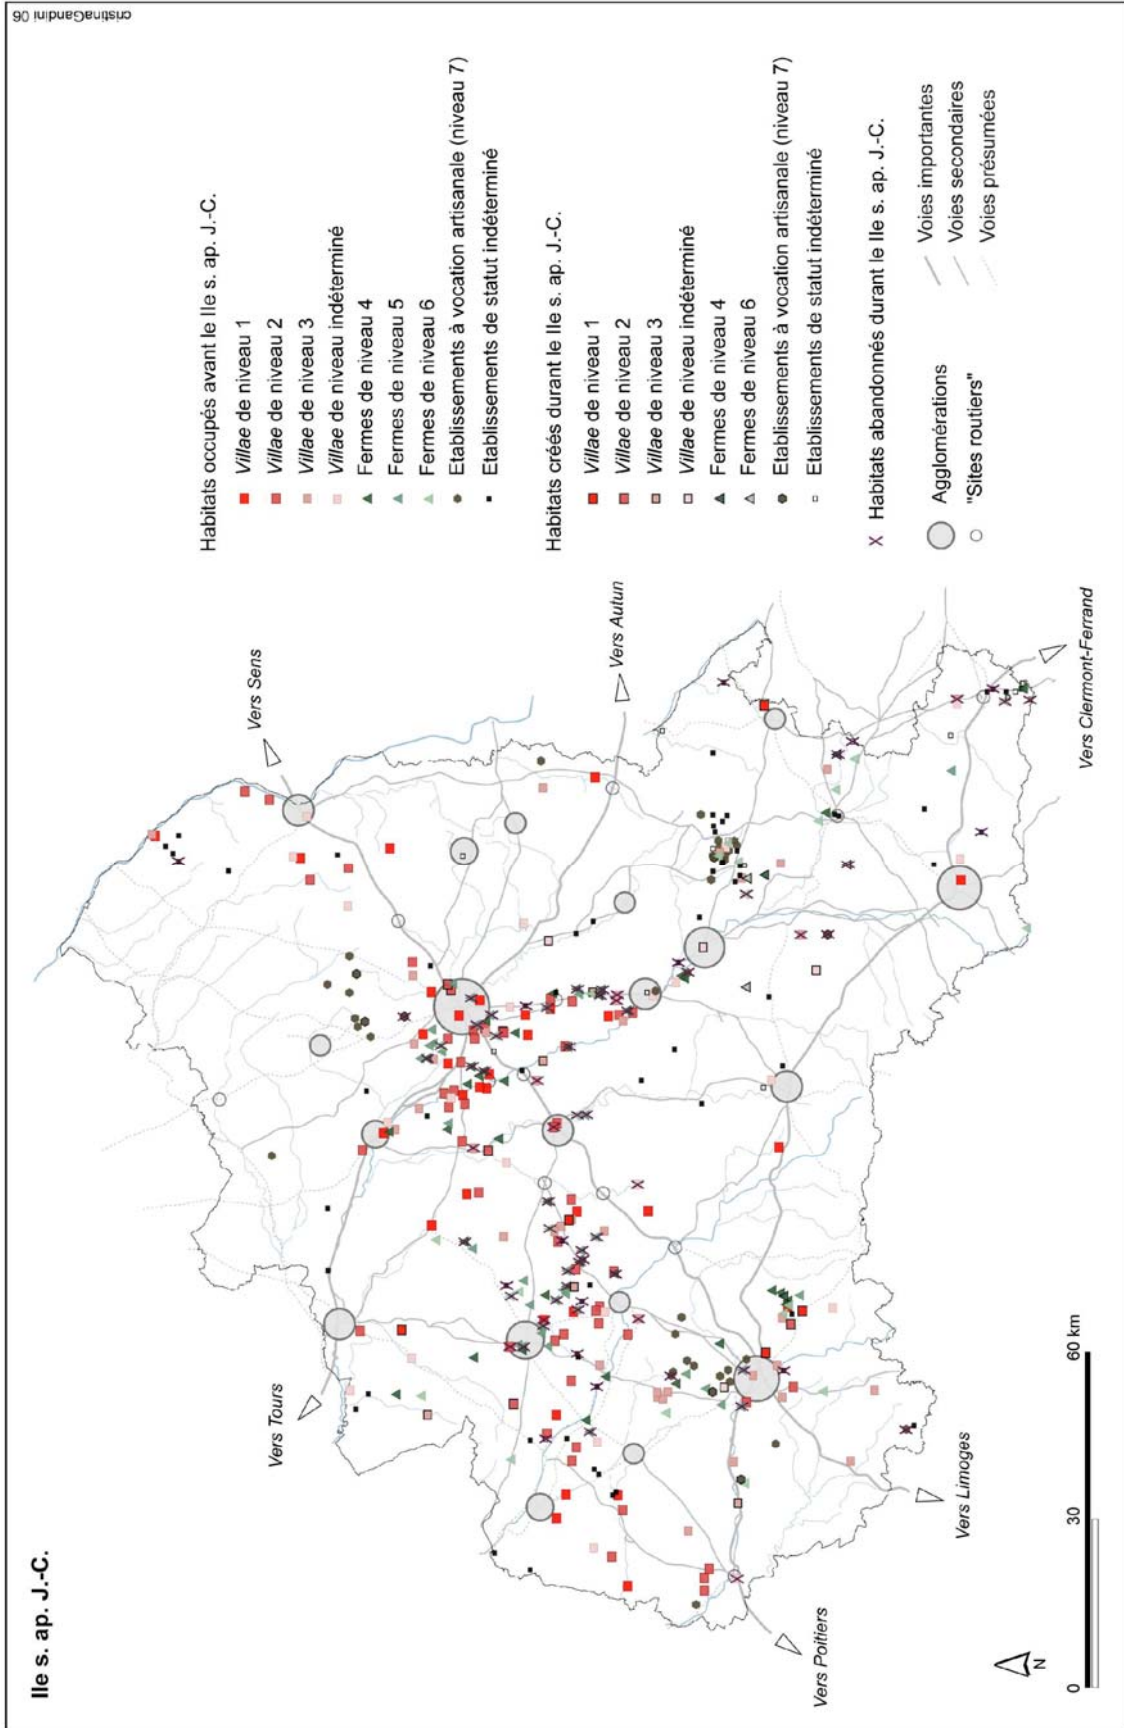 IIe s. ap. J.-C.
cristinaGandini 06
Habitats occupés avant le IIe s. ap. J.-C.
Villae de niveau 1
Villae de niveau 2
Villae de niveau 3
Villae de niveau indéterminé
Fermes de niveau 4
Fermes de niveau 5
Fermes de niveau 6
Etablissements à vocation artisanale (niveau 7)
Etablissements de statut indéterminé
Habitats créés durant le IIe s. ap. J.-C.
Villae de niveau 1
Villae de niveau 2
Villae de niveau 3
Villae de niveau indéterminé
Fermes de niveau 4
Fermes de niveau 6
Etablissements à vocation artisanale (niveau 7)
Etablissements de statut indéterminé
Habitats abandonnés durant le IIe s. ap. J.-C.
Agglomérations
"Sites routiers"
Voies importantes
Voies secondaires
Voies présumées
Vers Sens
Vers Autun
Vers Tours
Vers Clermont-Ferrand
Vers Limoges
Vers Poitiers
N
0 30 60 km